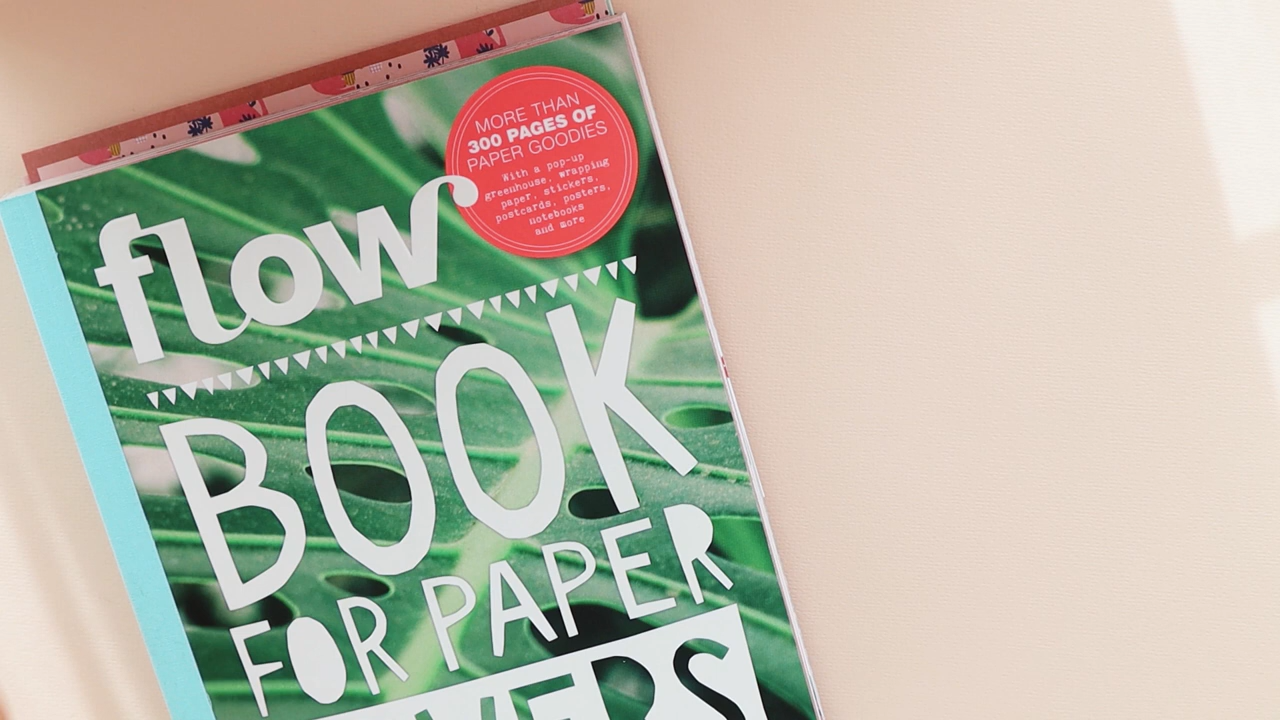 MORE THAN
300 PAGES OF
PAPER GOODIES
With a pop-up
greenhouse, wrapping
paper, stickers,
postcards, posters,
notebooks
and more
flow
BOOK
FOR PAPER